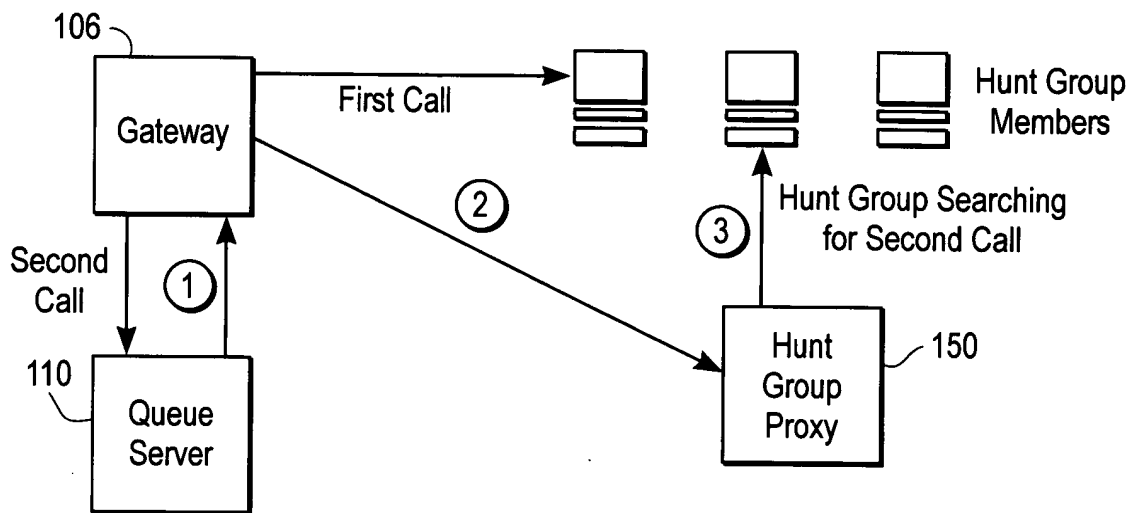 106
Gateway
First Call
Hunt Group
Members
2
3
Hunt Group Searching
for Second Call
Second
Call
1
110
Queue
Server
Hunt
Group
Proxy
150